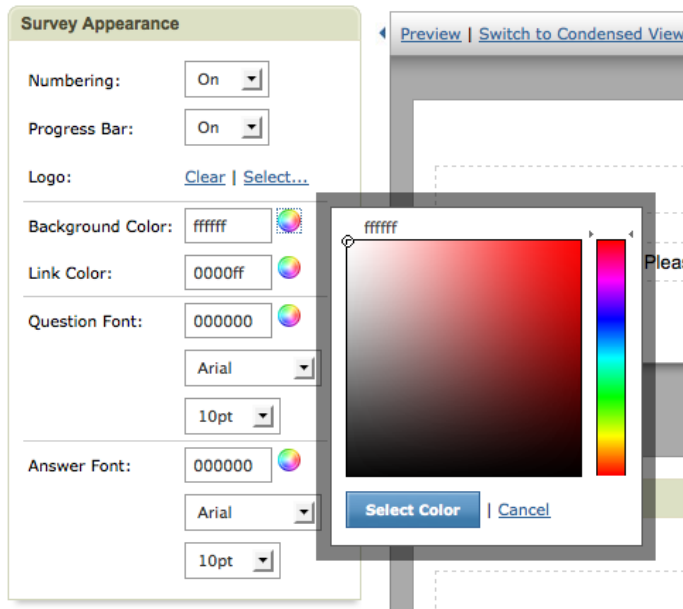 Survey Appearance
Preview | Switch to Condensed View
Numbering: On
Progress Bar: On
Logo: Clear | Select...
Background Color: ffffff
ffffff
Link Color: 0000ff
Question Font: 000000
Arial
10pt
Answer Font: 000000
Arial
10pt
Select Color | Cancel